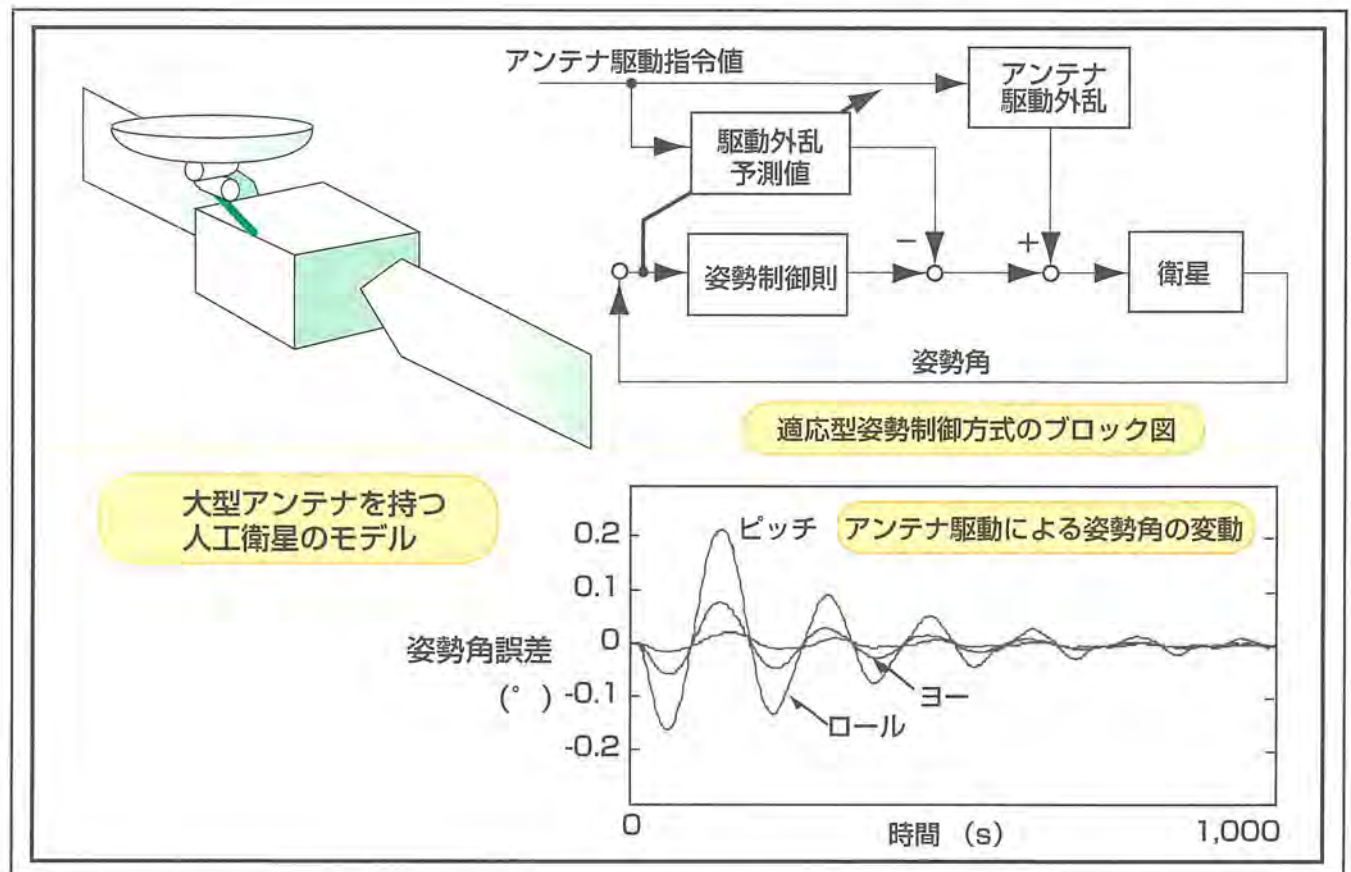 アンテナ駆動指令値
アンテナ
駆動外乱
駆動外乱
予測値
−
+
姿勢制御則
衛星
姿勢角
適応型姿勢制御方式のブロック図
大型アンテナを持つ
人工衛星のモデル
ピッチ
アンテナ駆動による姿勢角の変動
0.2
0.1
0
-0.1
-0.2
姿勢角誤差
(°)
ヨー
ロール
0
時間 (s)
1,000